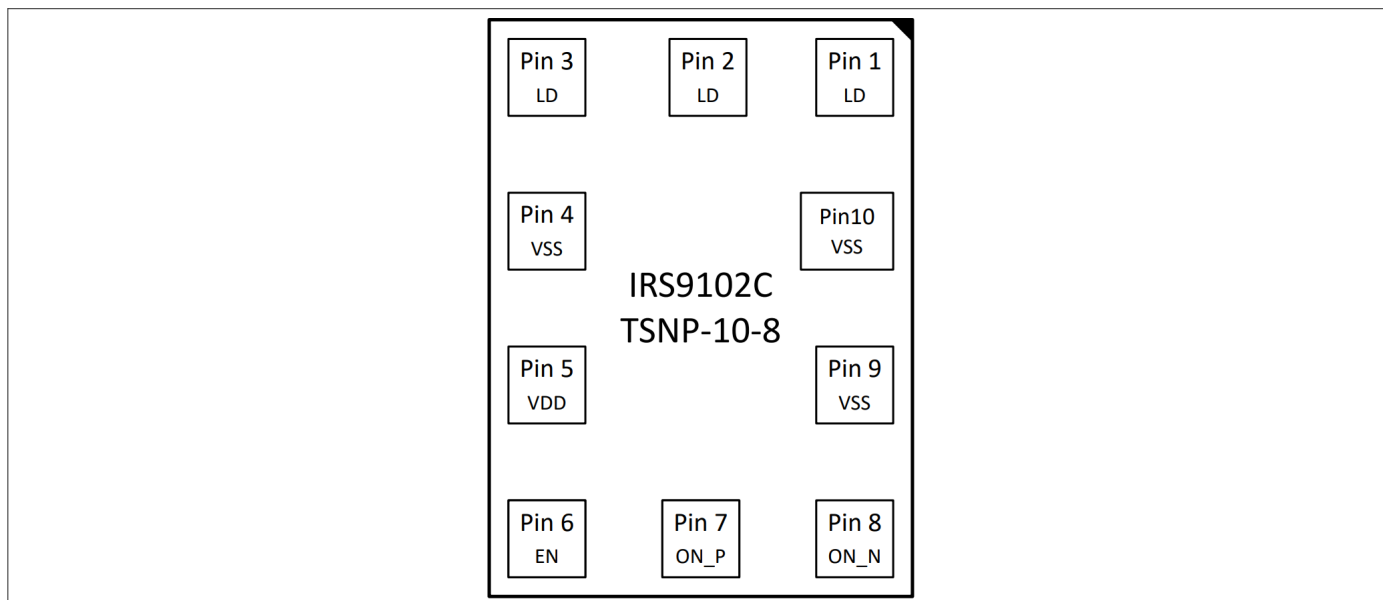 Pin 3
LD
Pin 2
LD
Pin 1
LD
Pin 4
VSS
Pin10
VSS
IRS9102C
TSNP-10-8
Pin 5
VDD
Pin 9
VSS
Pin 6
EN
Pin 7
ON_P
Pin 8
ON_N